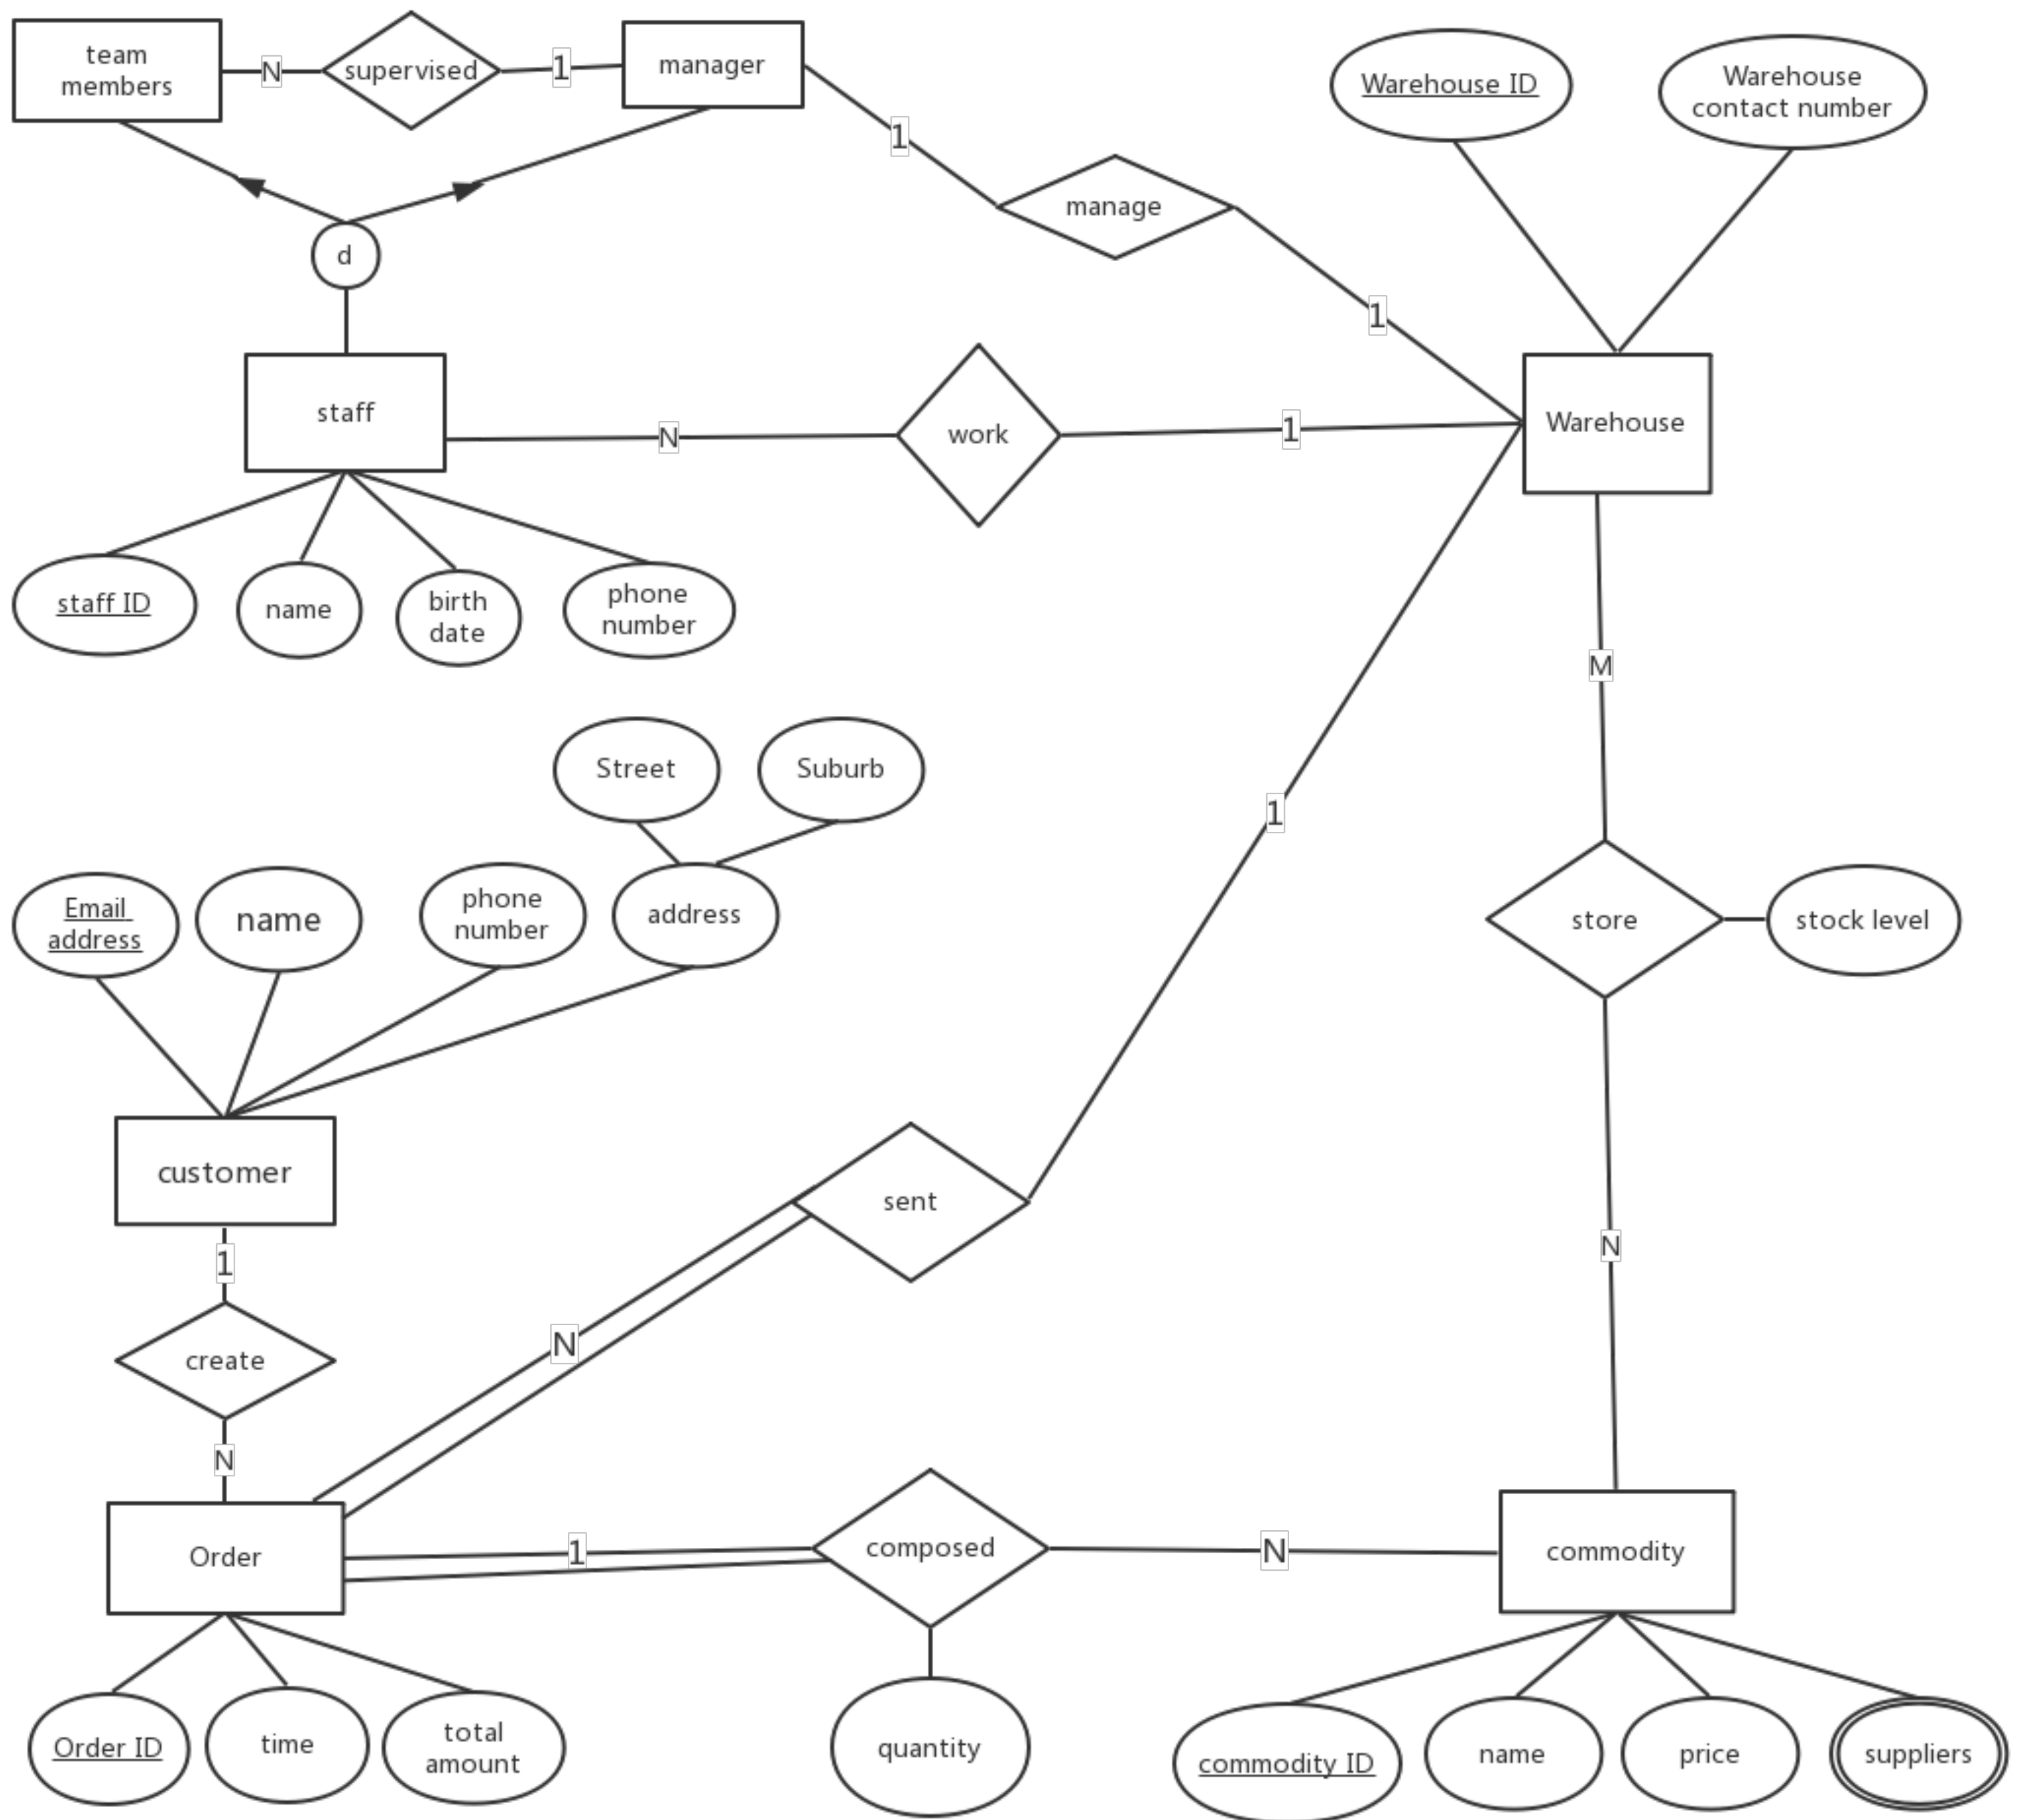 team
members
N
supervised
1
manager
1
manage
1
Warehouse ID
Warehouse
contact number
d
staff
N
work
1
Warehouse
staff ID
name
birth
date
phone
number
M
Street
Suburb
1
Email
address
name
phone
number
address
store
stock level
customer
sent
1
create
N
N
N
Order
1
composed
N
commodity
Order ID
time
total
amount
quantity
commodity ID
name
price
suppliers